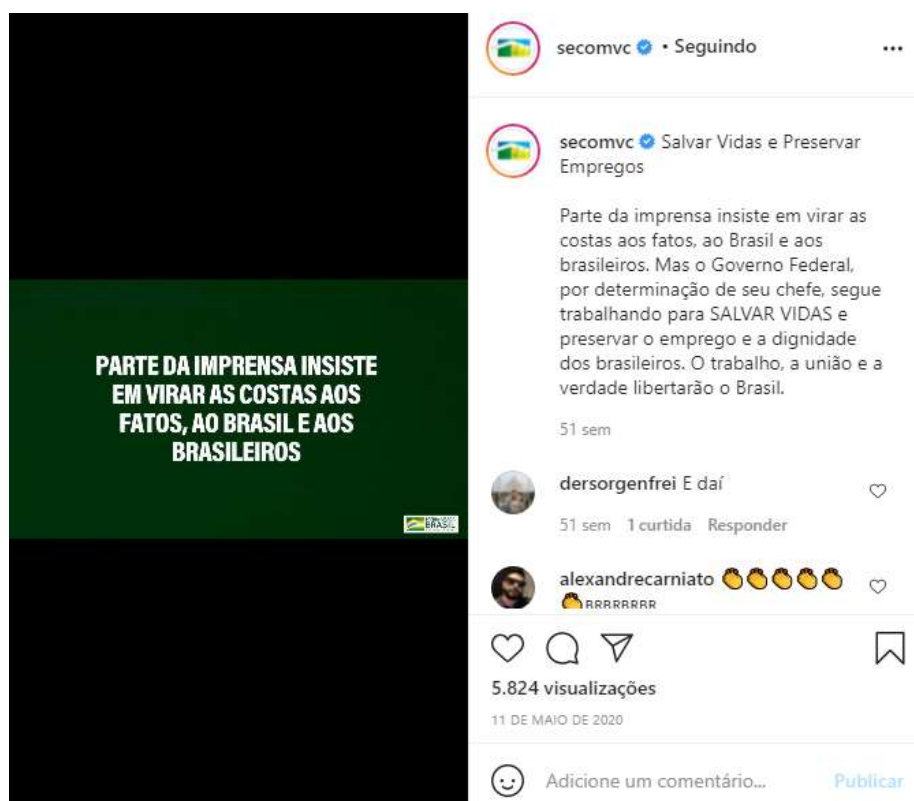 PARTE DA IMPRENSA INSISTE
EM VIRAR AS COSTAS AOS
FATOS, AO BRASIL E AOS
BRASILEIROS
BRASIL
secomvc • Seguindo
secomvc Salvar Vidas e Preservar
Empregos
Parte da imprensa insiste em virar as
costas aos fatos, ao Brasil e aos
brasileiros. Mas o Governo Federal,
por determinação de seu chefe, segue
trabalhando para SALVAR VIDAS e
preservar o emprego e a dignidade
dos brasileiros. O trabalho, a união e a
verdade libertarão o Brasil.
51 sem
dersorgenfrei E daí
51 sem 1 curtida Responder
alexandrecarniato 👏👏👏👏👏
👏BRBRBRBR
5.824 visualizações
11 DE MAIO DE 2020
Adicione um comentário... Publicar